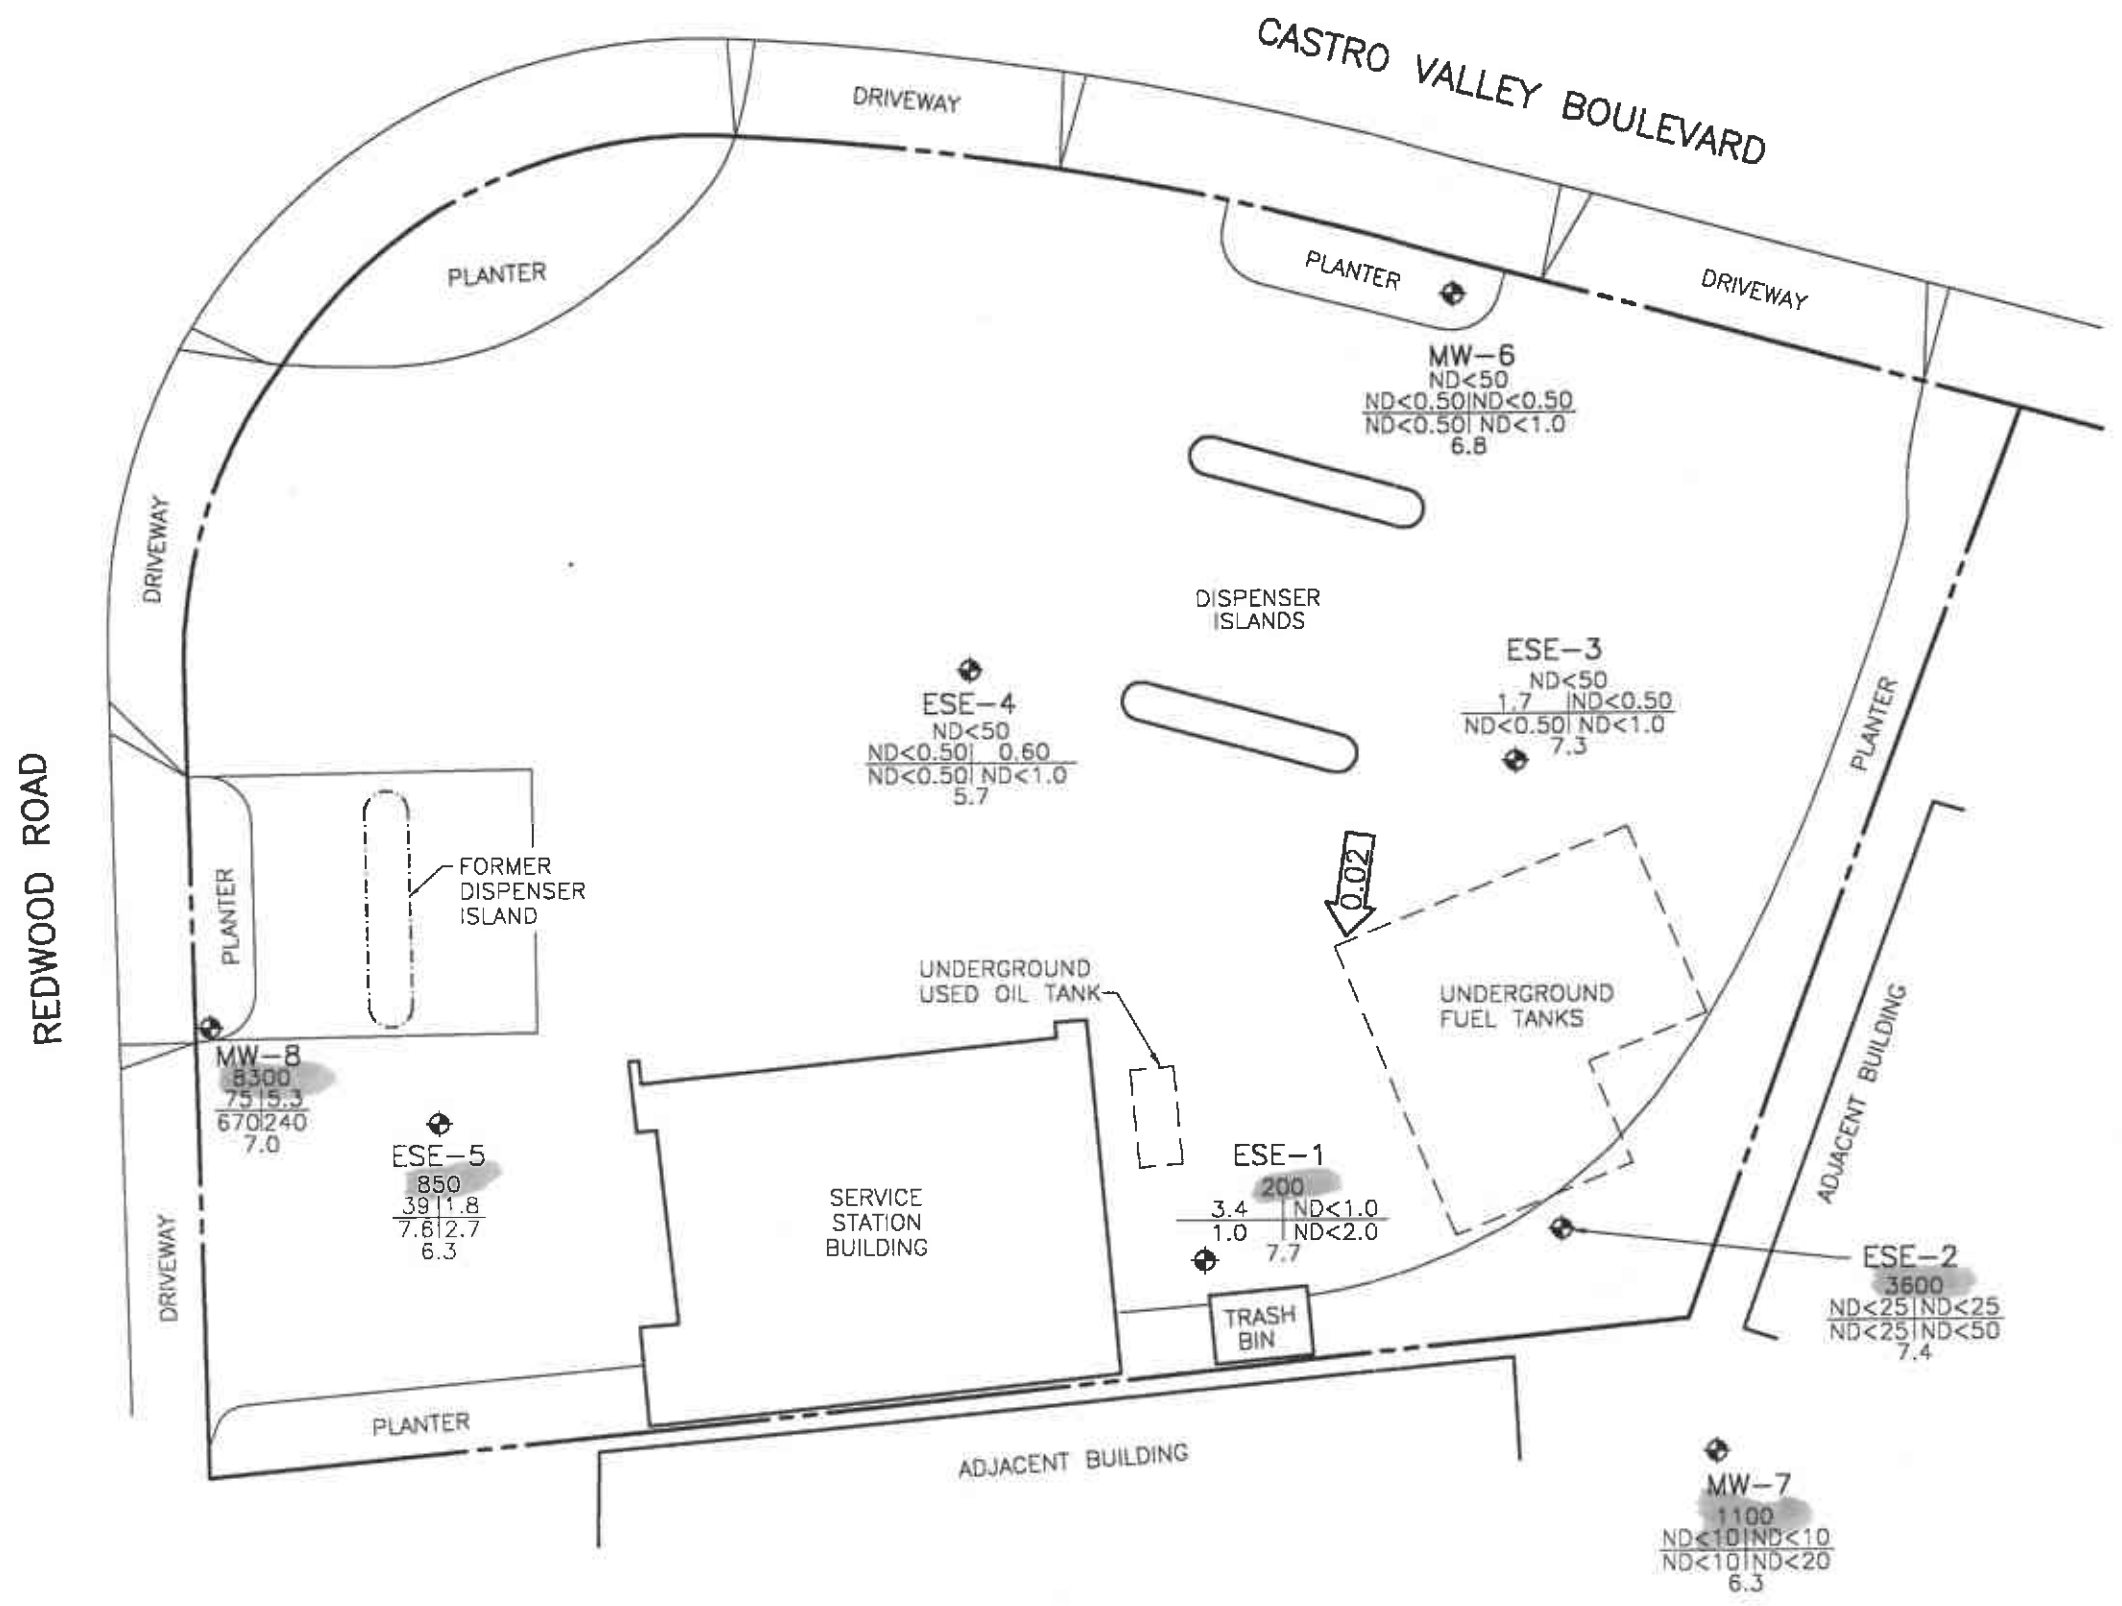 CASTRO VALLEY BOULEVARD
DRIVEWAY
PLANTER
PLANTER
DRIVEWAY
MW-6
ND<50
ND<0.50|ND<0.50
ND<0.50|ND<1.0
6.8
DRIVEWAY
DISPENSER
ISLANDS
ESE-3
ND<50
1.7 |ND<0.50
ND<0.50|ND<1.0
7.3
ESE-4
ND<50
ND<0.50| 0.60
ND<0.50|ND<1.0
5.7
PLANTER
REDWOOD ROAD
PLANTER
FORMER
DISPENSER
ISLAND
0.02
UNDERGROUND
USED OIL TANK
UNDERGROUND
FUEL TANKS
ADJACENT BUILDING
MW-8
8300
75|5.3
670|240
7.0
ESE-5
850
39|1.8
7.6|2.7
6.3
SERVICE
STATION
BUILDING
ESE-1
200
3.4 |ND<1.0
1.0 |ND<2.0
7.7
DRIVEWAY
TRASH
BIN
ESE-2
3600
ND<25|ND<25
ND<25|ND<50
7.4
PLANTER
ADJACENT BUILDING
MW-7
1100
ND<10|ND<10
ND<10|ND<20
6.3